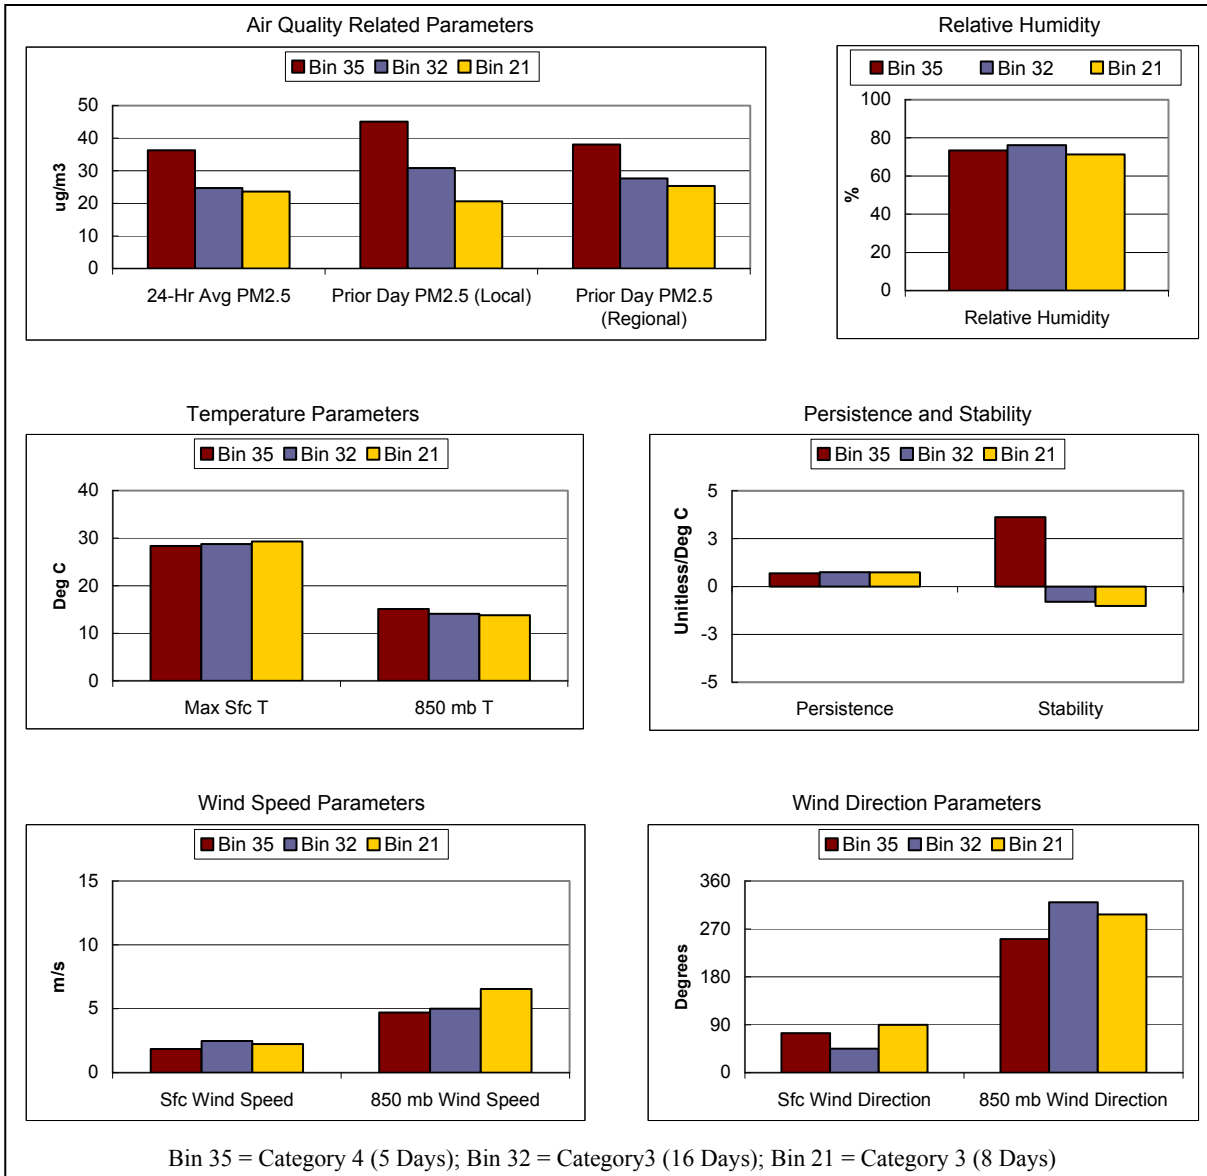 Air Quality Related Parameters
Bin 35 Bin 32 Bin 21
50
40
30
20
10
0
ug/m3
24-Hr Avg PM2.5 Prior Day PM2.5 (Local) Prior Day PM2.5
(Regional)
Relative Humidity
Bin 35 Bin 32 Bin 21
100
80
60
40
20
0
%
Relative Humidity
Temperature Parameters
Bin 35 Bin 32 Bin 21
40
30
20
10
0
Deg C
Max Sfc T 850 mb T
Persistence and Stability
Bin 35 Bin 32 Bin 21
5
3
0
-3
-5
Unitless/Deg C
Persistence Stability
Wind Speed Parameters
Bin 35 Bin 32 Bin 21
15
10
5
0
m/s
Sfc Wind Speed 850 mb Wind Speed
Wind Direction Parameters
Bin 35 Bin 32 Bin 21
360
270
180
90
0
Degrees
Sfc Wind Direction 850 mb Wind Direction
Bin 35 = Category 4 (5 Days); Bin 32 = Category3 (16 Days); Bin 21 = Category 3 (8 Days)